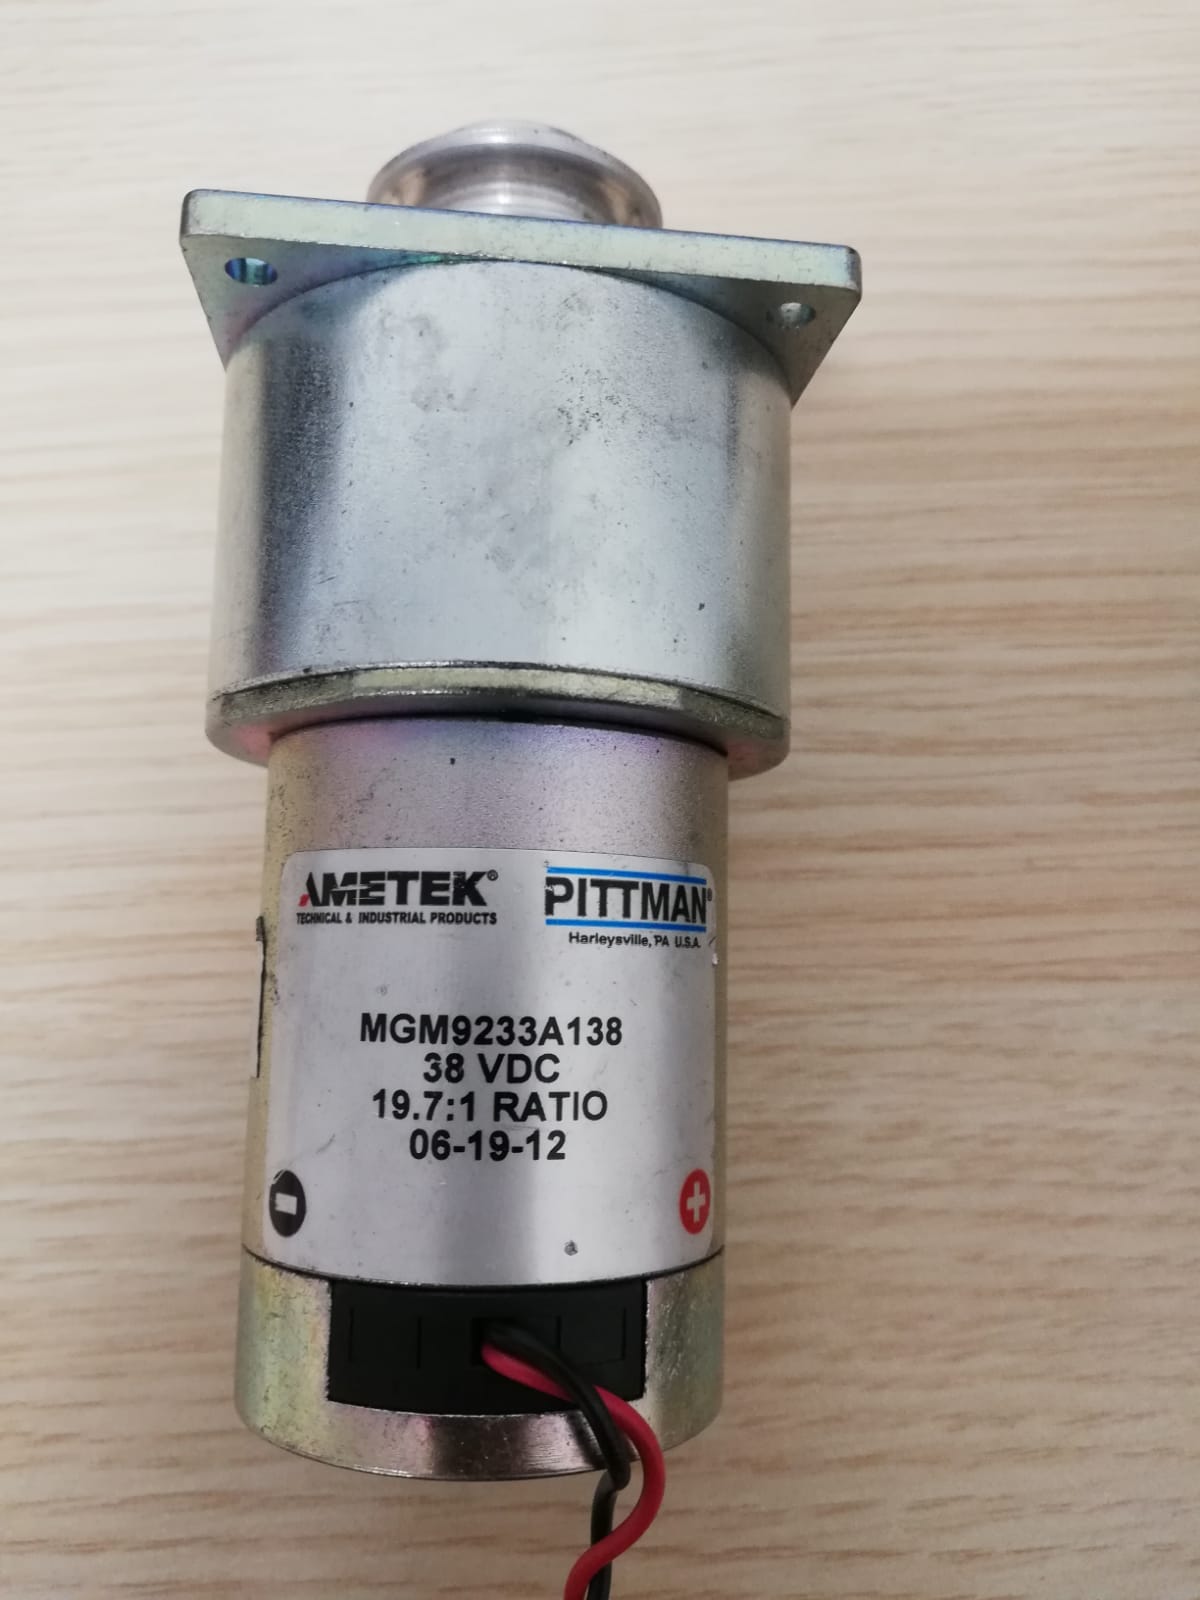 AMETEK®
TECHNICAL & INDUSTRIAL PRODUCTS
PITTMAN®
Harleysville, PA U.S.A.
MGM9233A138
38 VDC
19.7:1 RATIO
06-19-12